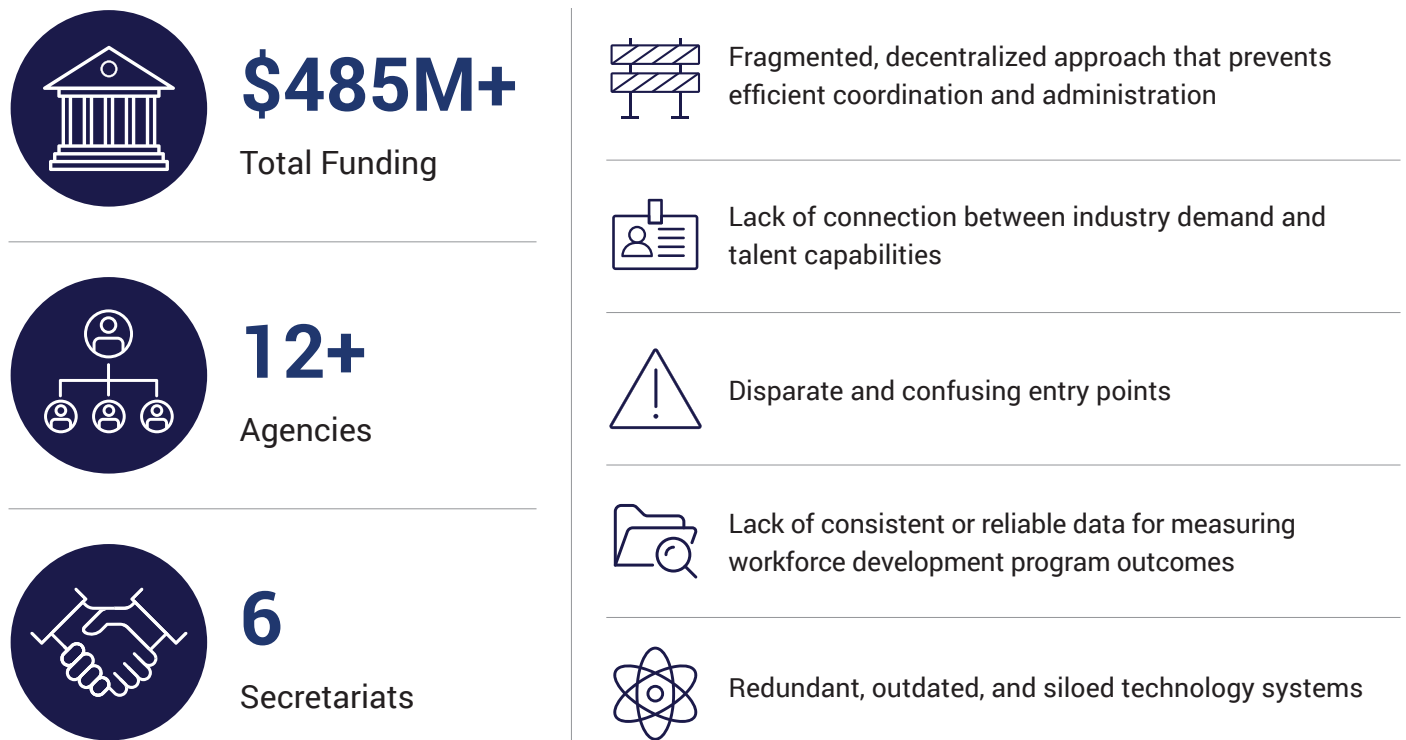 $485M+
Total Funding
12+
Agencies
6
Secretariats
Fragmented, decentralized approach that prevents
efficient coordination and administration
Lack of connection between industry demand and
talent capabilities
Disparate and confusing entry points
Lack of consistent or reliable data for measuring
workforce development program outcomes
Redundant, outdated, and siloed technology systems